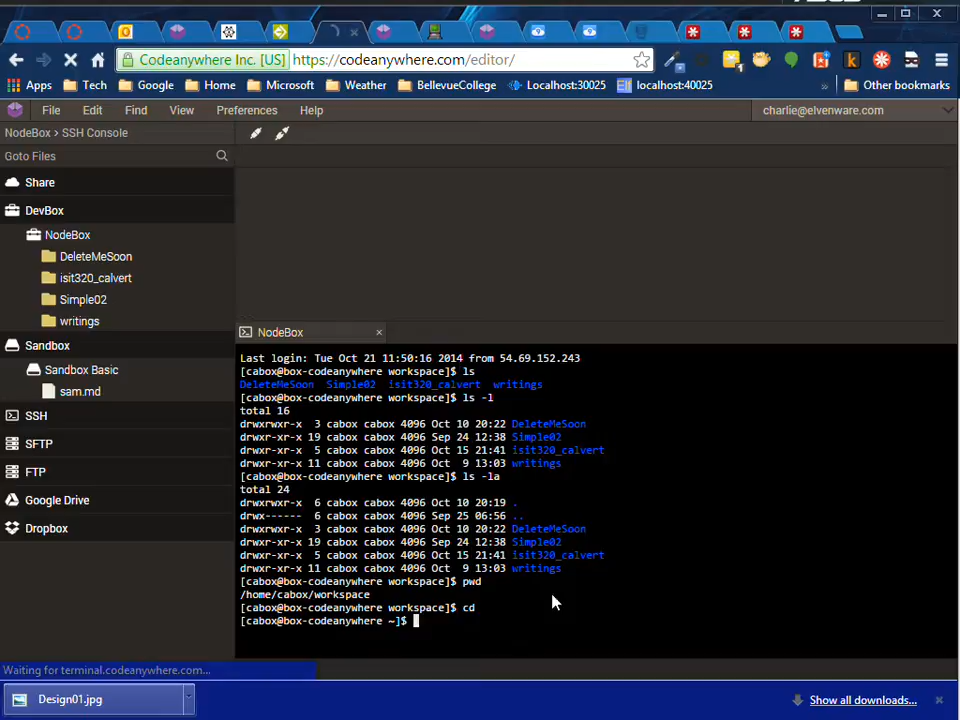 Codeanywhere Inc. [US] https://codeanywhere.com/editor/
Apps Tech Google Home Microsoft Weather BellevueCollege Localhost:30025 localhost:40025 » Other bookmarks
File Edit Find View Preferences Help charlie@elvenware.com
NodeBox > SSH Console
Goto Files
Share
DevBox
NodeBox
DeleteMeSoon
isit320_calvert
Simple02
writings
Sandbox
Sandbox Basic
sam.md
SSH
SFTP
FTP
Google Drive
Dropbox
NodeBox ×
Last login: Tue Oct 21 11:50:16 2014 from 54.69.152.243
[cabox@box-codeanywhere workspace]$ ls
DeleteMeSoon Simple02 isit320_calvert writings
[cabox@box-codeanywhere workspace]$ ls -l
total 16
drwxrwxr-x 3 cabox cabox 4096 Oct 10 20:22 DeleteMeSoon
drwxr-xr-x 19 cabox cabox 4096 Sep 24 12:38 Simple02
drwxr-xr-x 5 cabox cabox 4096 Oct 15 21:41 isit320_calvert
drwxr-xr-x 11 cabox cabox 4096 Oct 9 13:03 writings
[cabox@box-codeanywhere workspace]$ ls -la
total 24
drwxrwxr-x 6 cabox cabox 4096 Oct 10 20:19 .
drwx------ 6 cabox cabox 4096 Sep 25 06:56 ..
drwxrwxr-x 3 cabox cabox 4096 Oct 10 20:22 DeleteMeSoon
drwxr-xr-x 19 cabox cabox 4096 Sep 24 12:38 Simple02
drwxr-xr-x 5 cabox cabox 4096 Oct 15 21:41 isit320_calvert
drwxr-xr-x 11 cabox cabox 4096 Oct 9 13:03 writings
[cabox@box-codeanywhere workspace]$ pwd
/home/cabox/workspace
[cabox@box-codeanywhere workspace]$ cd
[cabox@box-codeanywhere ~]$
Waiting for terminal.codeanywhere.com...
Design01.jpg
Show all downloads...